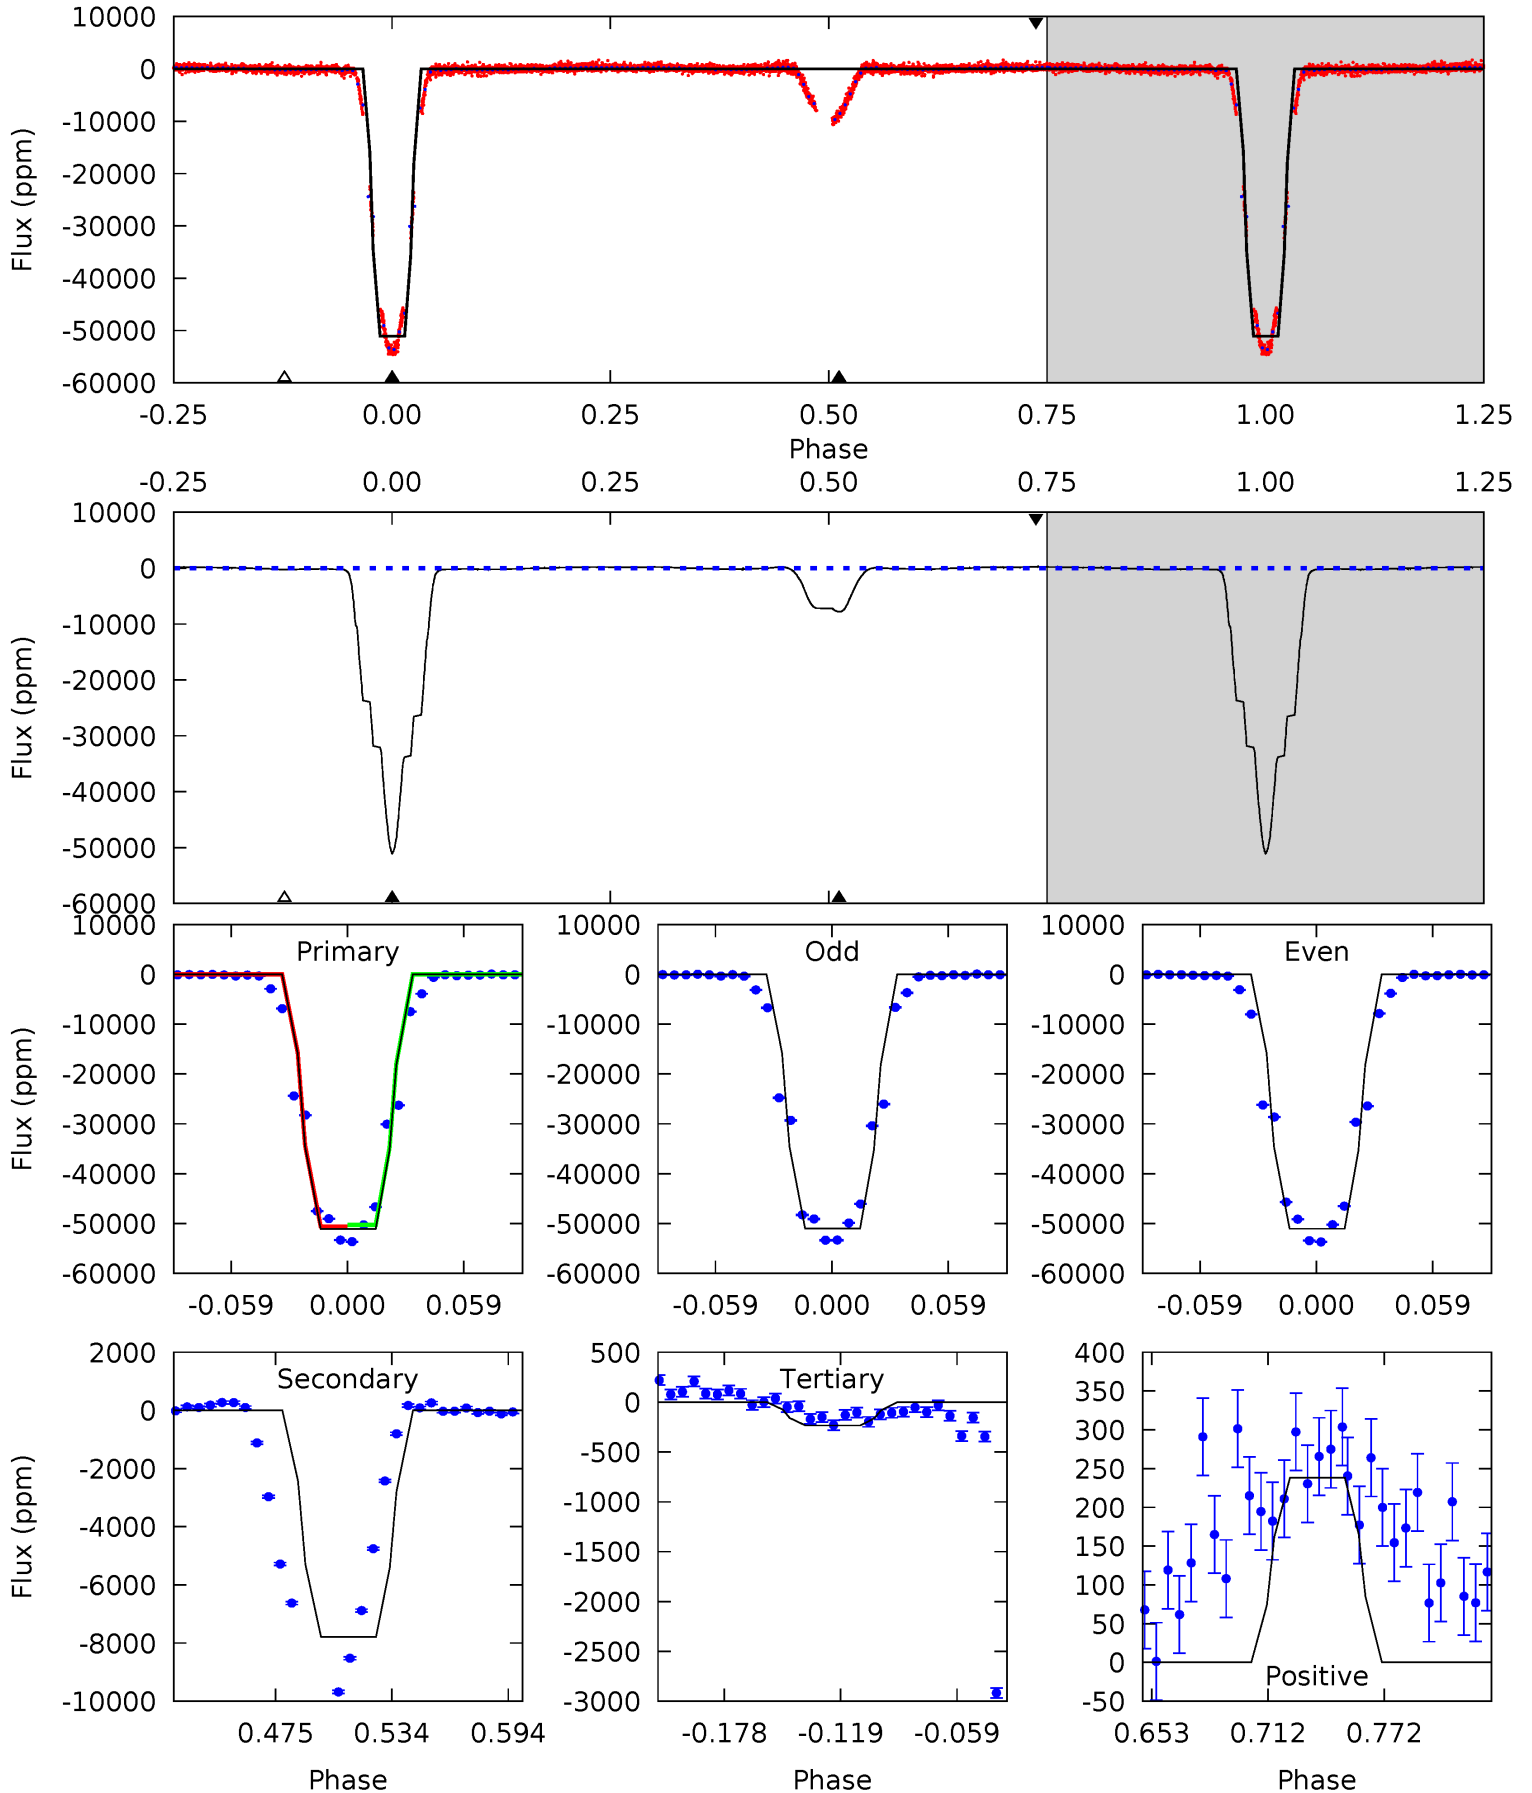 10000
0
-10000
-20000
-30000
-40000
-50000
-60000
Flux (ppm)
-0.25 0.00 0.25 0.50 0.75 1.00 1.25
Phase
-0.25 0.00 0.25 0.50 0.75 1.00 1.25
10000
0
-10000
-20000
-30000
-40000
-50000
-60000
Flux (ppm)
Primary
10000
0
-10000
-20000
-30000
-40000
-50000
-60000
Flux (ppm)
-0.059 0.000 0.059
Odd
10000
0
-10000
-20000
-30000
-40000
-50000
-60000
-0.059 0.000 0.059
Even
10000
0
-10000
-20000
-30000
-40000
-50000
-60000
-0.059 0.000 0.059
Secondary
2000
0
-2000
-4000
-6000
-8000
-10000
Flux (ppm)
0.475 0.534 0.594
Phase
Tertiary
500
0
-500
-1000
-1500
-2000
-2500
-3000
-0.178 -0.119 -0.059
Phase
400
350
300
250
200
150
100
50
0
-50
Positive
0.653 0.712 0.772
Phase